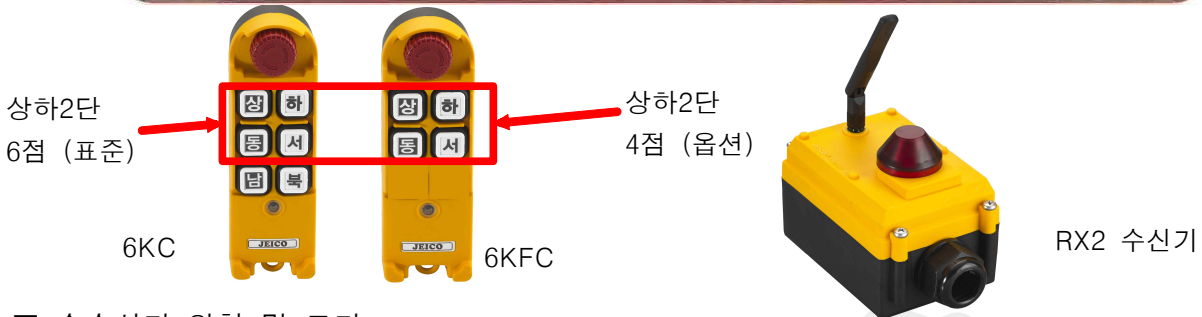 상하2단
6점 (표준)
상 하
동 서
남 북
JEICO
6KC
상 하
동 서
JEICO
6KFC
상하2단
4점 (옵션)
RX2 수신기